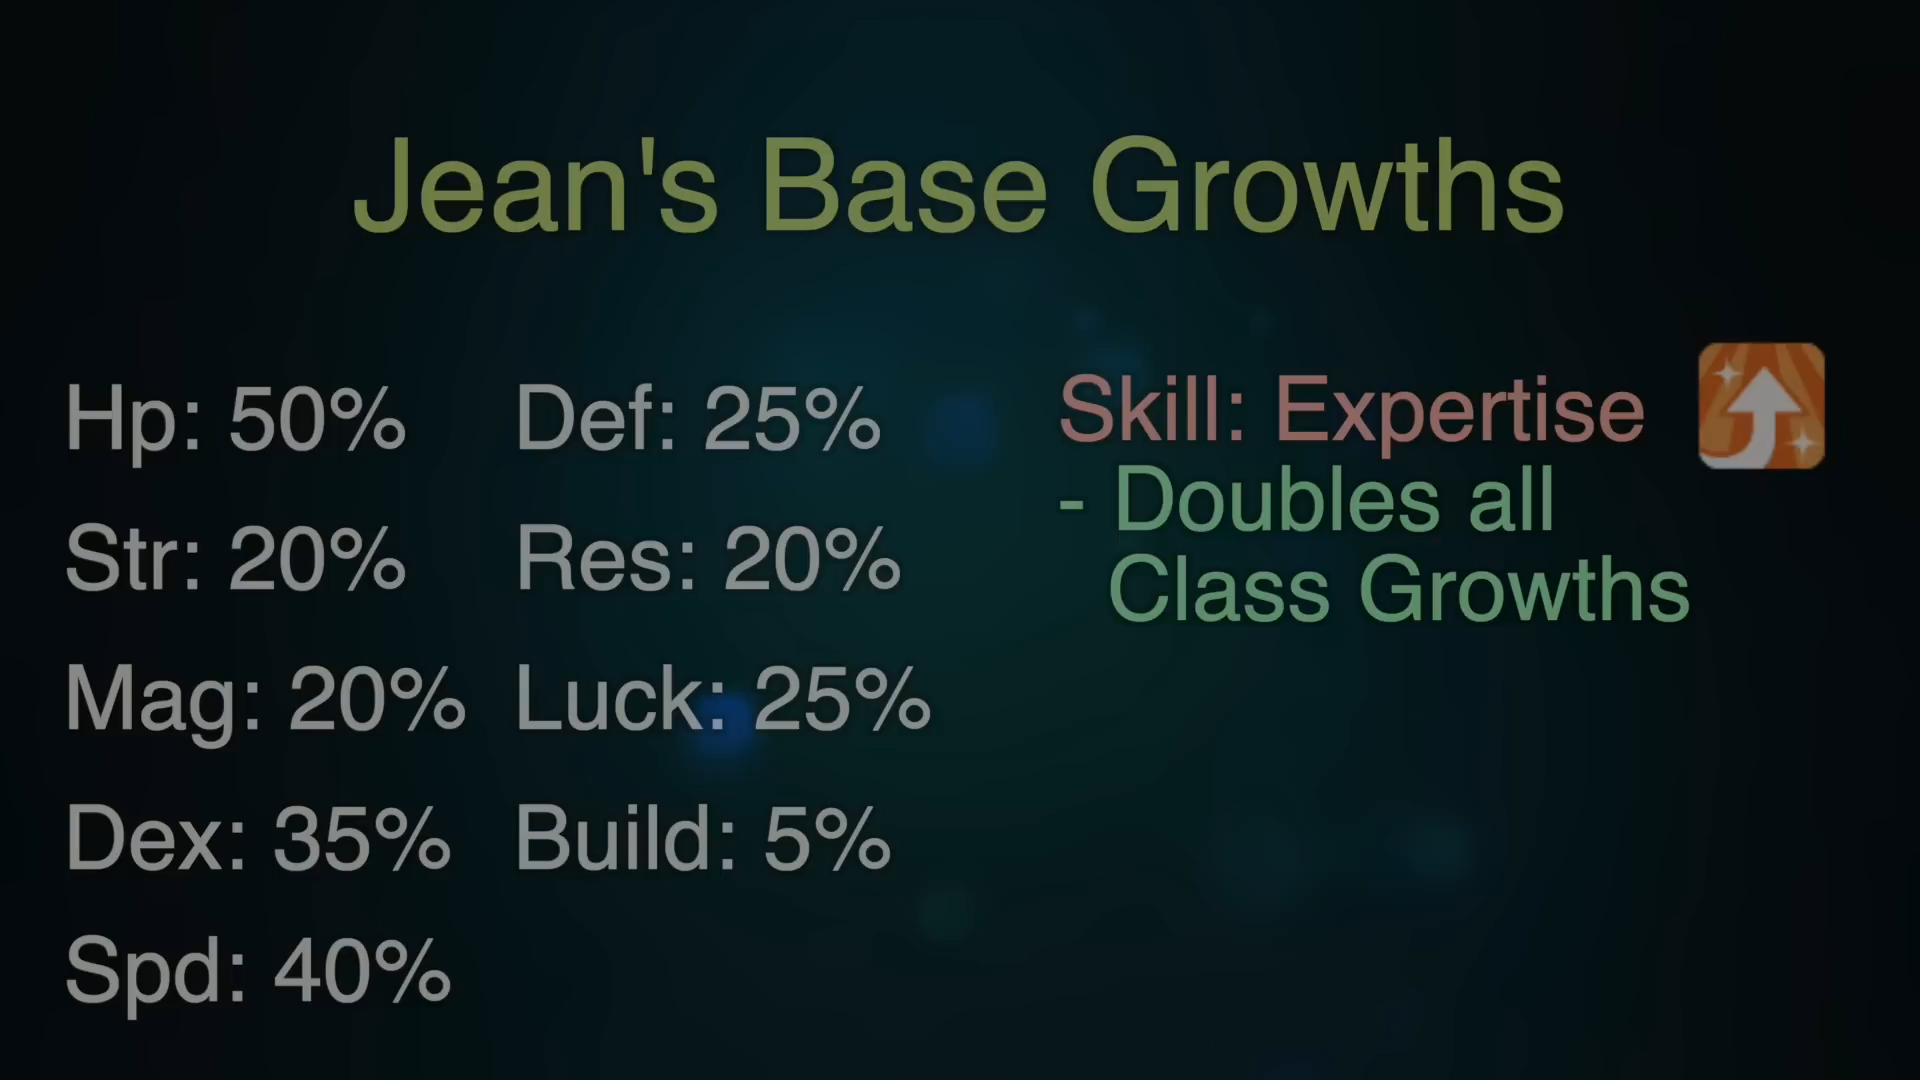 Jean's Base Growths
Hp: 50%
Str: 20%
Mag: 20%
Dex: 35%
Spd: 40%
Def: 25%
Res: 20%
Luck: 25%
Build: 5%
Skill: Expertise
- Doubles all
Class Growths